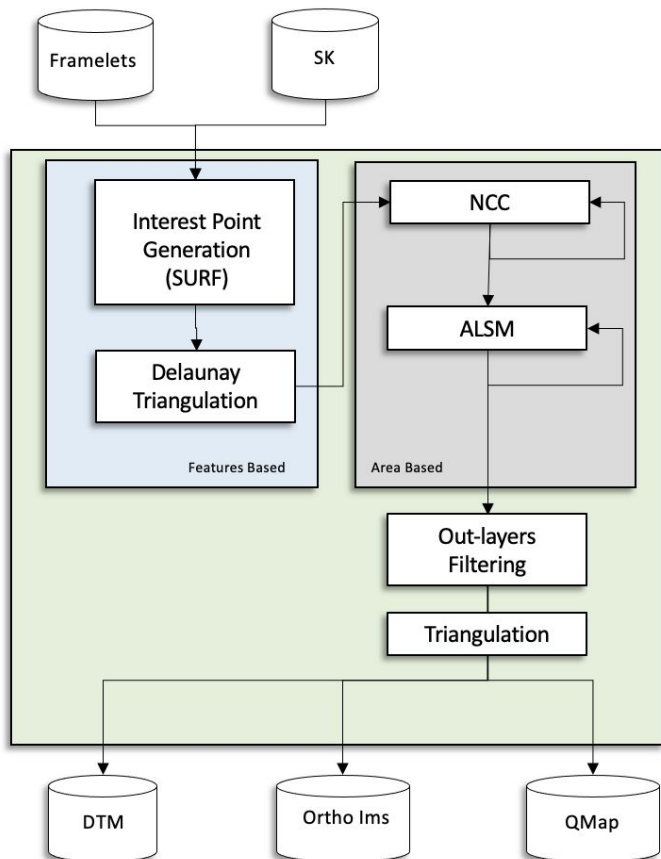 Framelets
SK
Interest Point
Generation
(SURF)
Delaunay
Triangulation
Features Based
NCC
ALSM
Area Based
Out-layers
Filtering
Triangulation
DTM
Ortho Ims
QMap